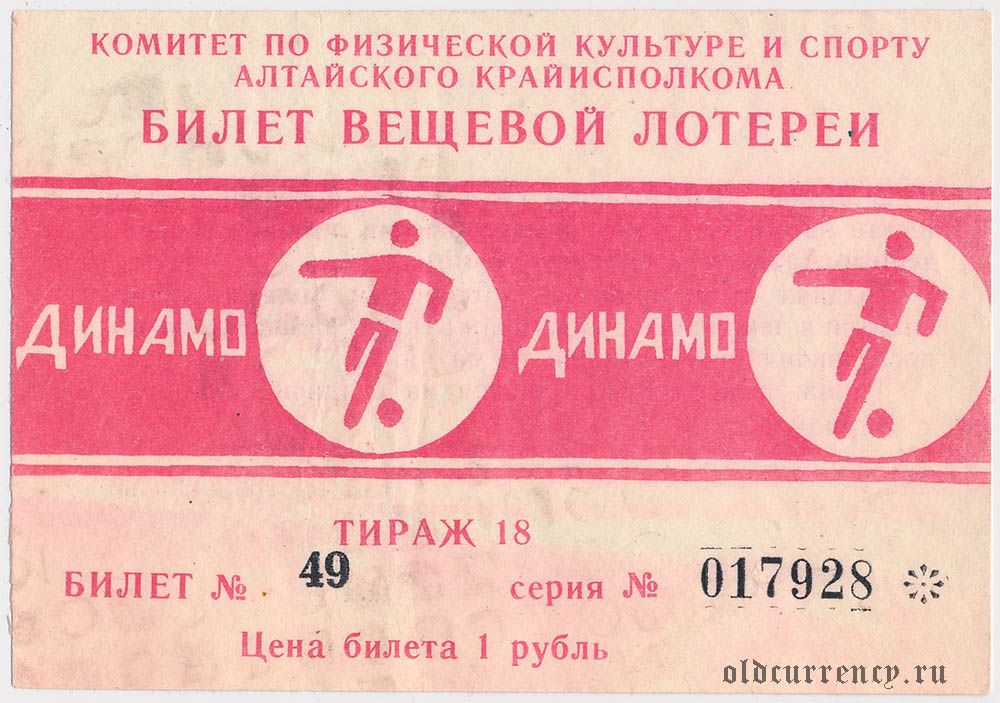 КОМИТЕТ ПО ФИЗИЧЕСКОЙ КУЛЬТУРЕ И СПОРТУ
АЛТАЙСКОГО КРАЙИСПОЛКОМА
БИЛЕТ ВЕЩЕВОЙ ЛОТЕРЕИ
ДИНАМО ДИНАМО
ТИРАЖ 18
БИЛЕТ № 49 серия № 017928
Цена билета 1 рубль
oldcurrency.ru